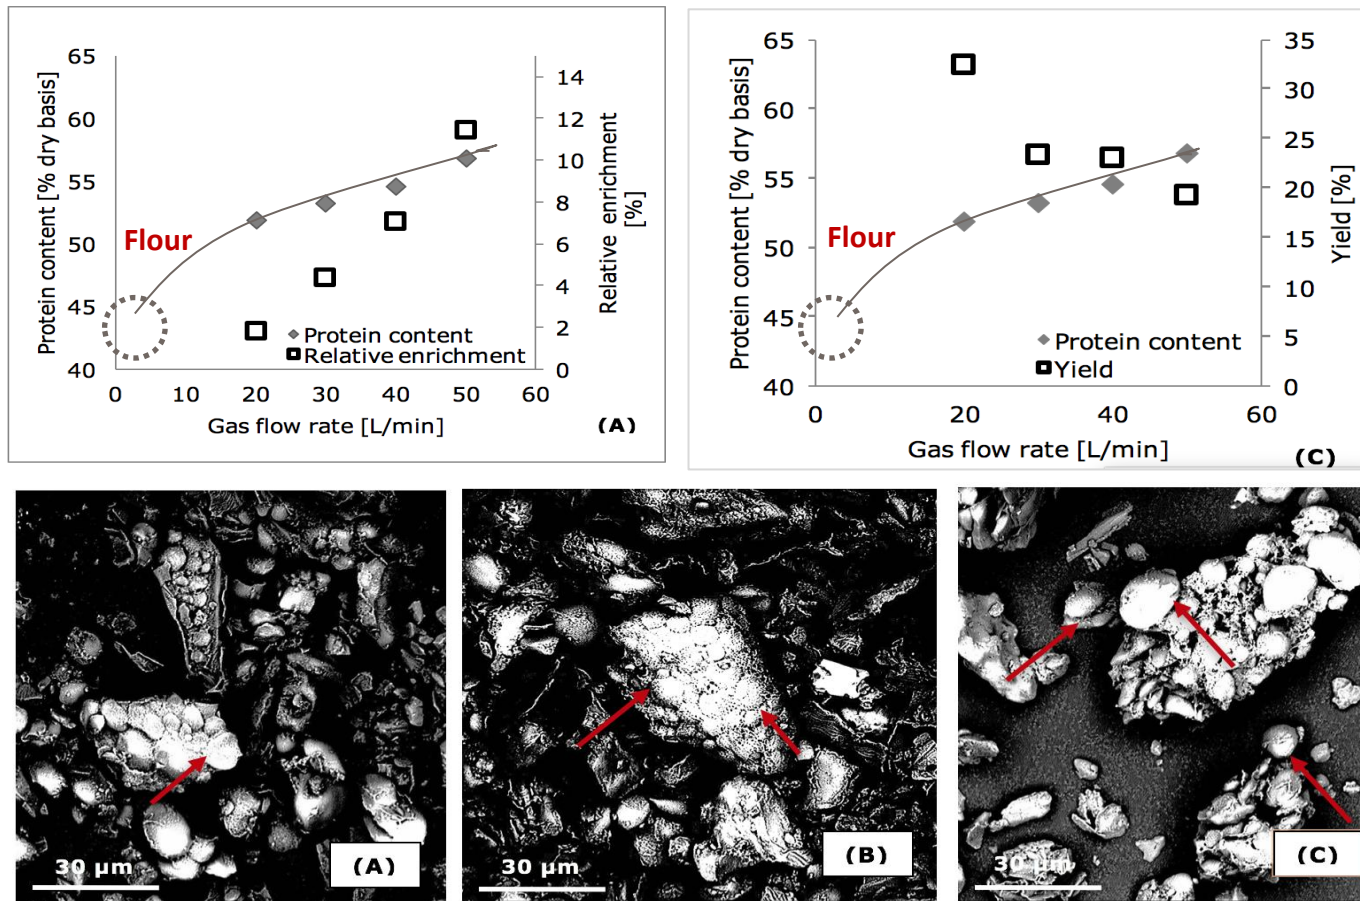 65
60
55
50
45
40
Protein content [% dry basis]
14
12
10
8
6
4
2
0
Relative enrichment
[%]
Flour
Protein content
Relative enrichment
0 10 20 30 40 50 60
Gas flow rate [L/min]
(A)
65
60
55
50
45
40
Protein content [% dry basis]
35
30
25
20
15
10
5
0
Yield [%]
Flour
Protein content
Yield
0 20 40 60
Gas flow rate [L/min]
(C)
30 µm
(A)
30 µm
(B)
30 µm
(C)